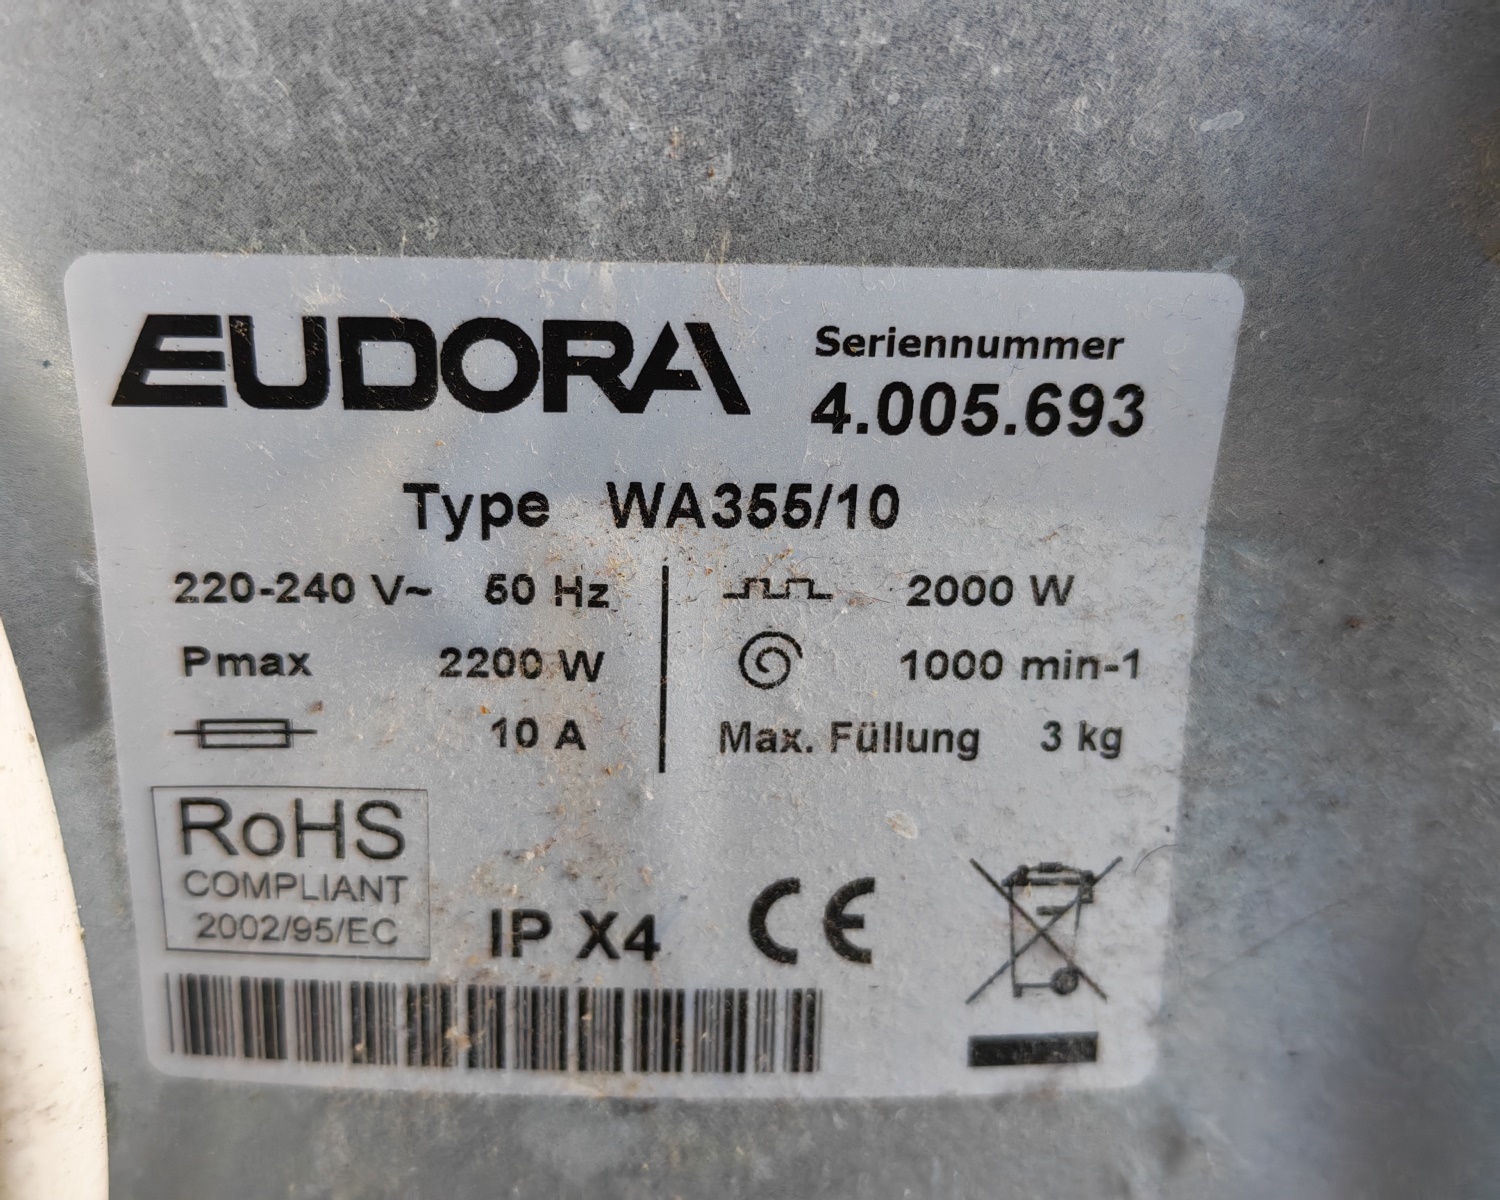 EUDORA
Seriennummer
4.005.693
Type WA355/10
220-240 V~ 50 Hz
2000 W
Pmax 2200 W
1000 min-1
10 A
Max. Füllung 3 kg
RoHS
COMPLIANT
2002/95/EC
IP X4
CE